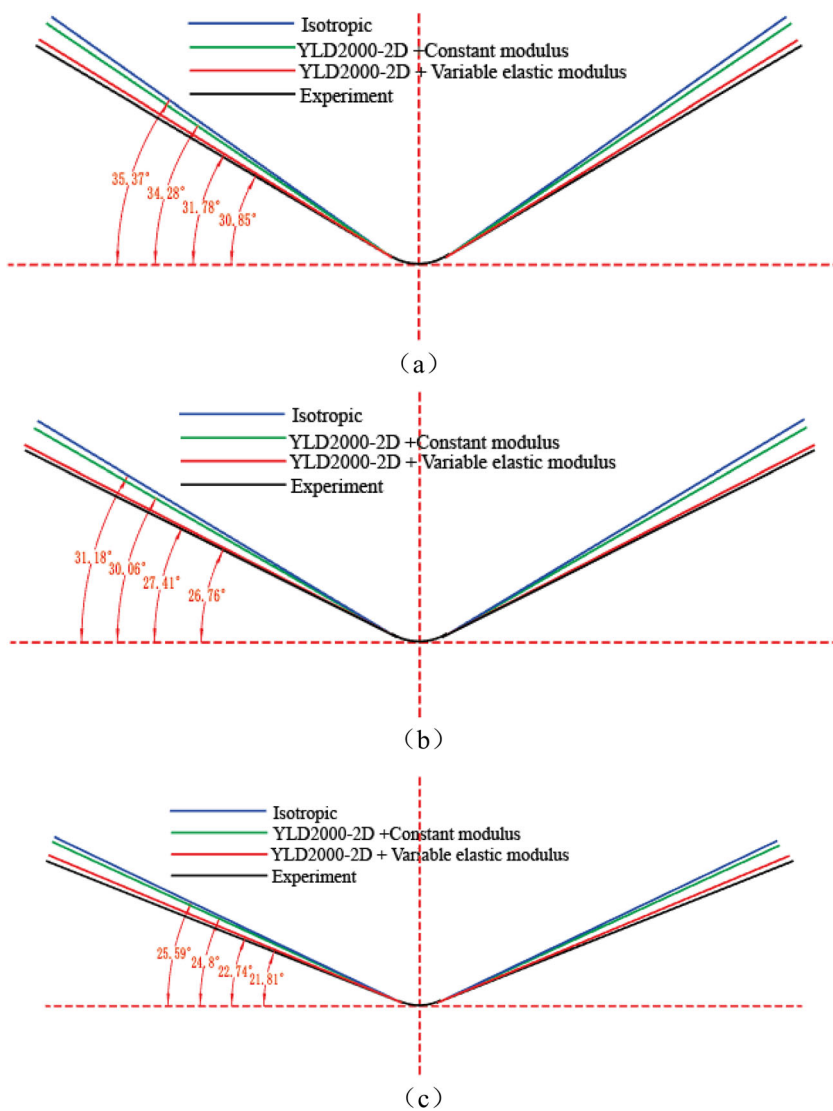 Isotropic
YLD2000-2D +Constant modulus
YLD2000-2D + Variable elastic modulus
Experiment
35.37°
34.28°
31.78°
30.85°
（a）
Isotropic
YLD2000-2D +Constant modulus
YLD2000-2D + Variable elastic modulus
Experiment
31.18°
30.06°
27.41°
26.76°
（b）
Isotropic
YLD2000-2D +Constant modulus
YLD2000-2D + Variable elastic modulus
Experiment
25.59°
24.8°
22.74°
21.81°
（c）